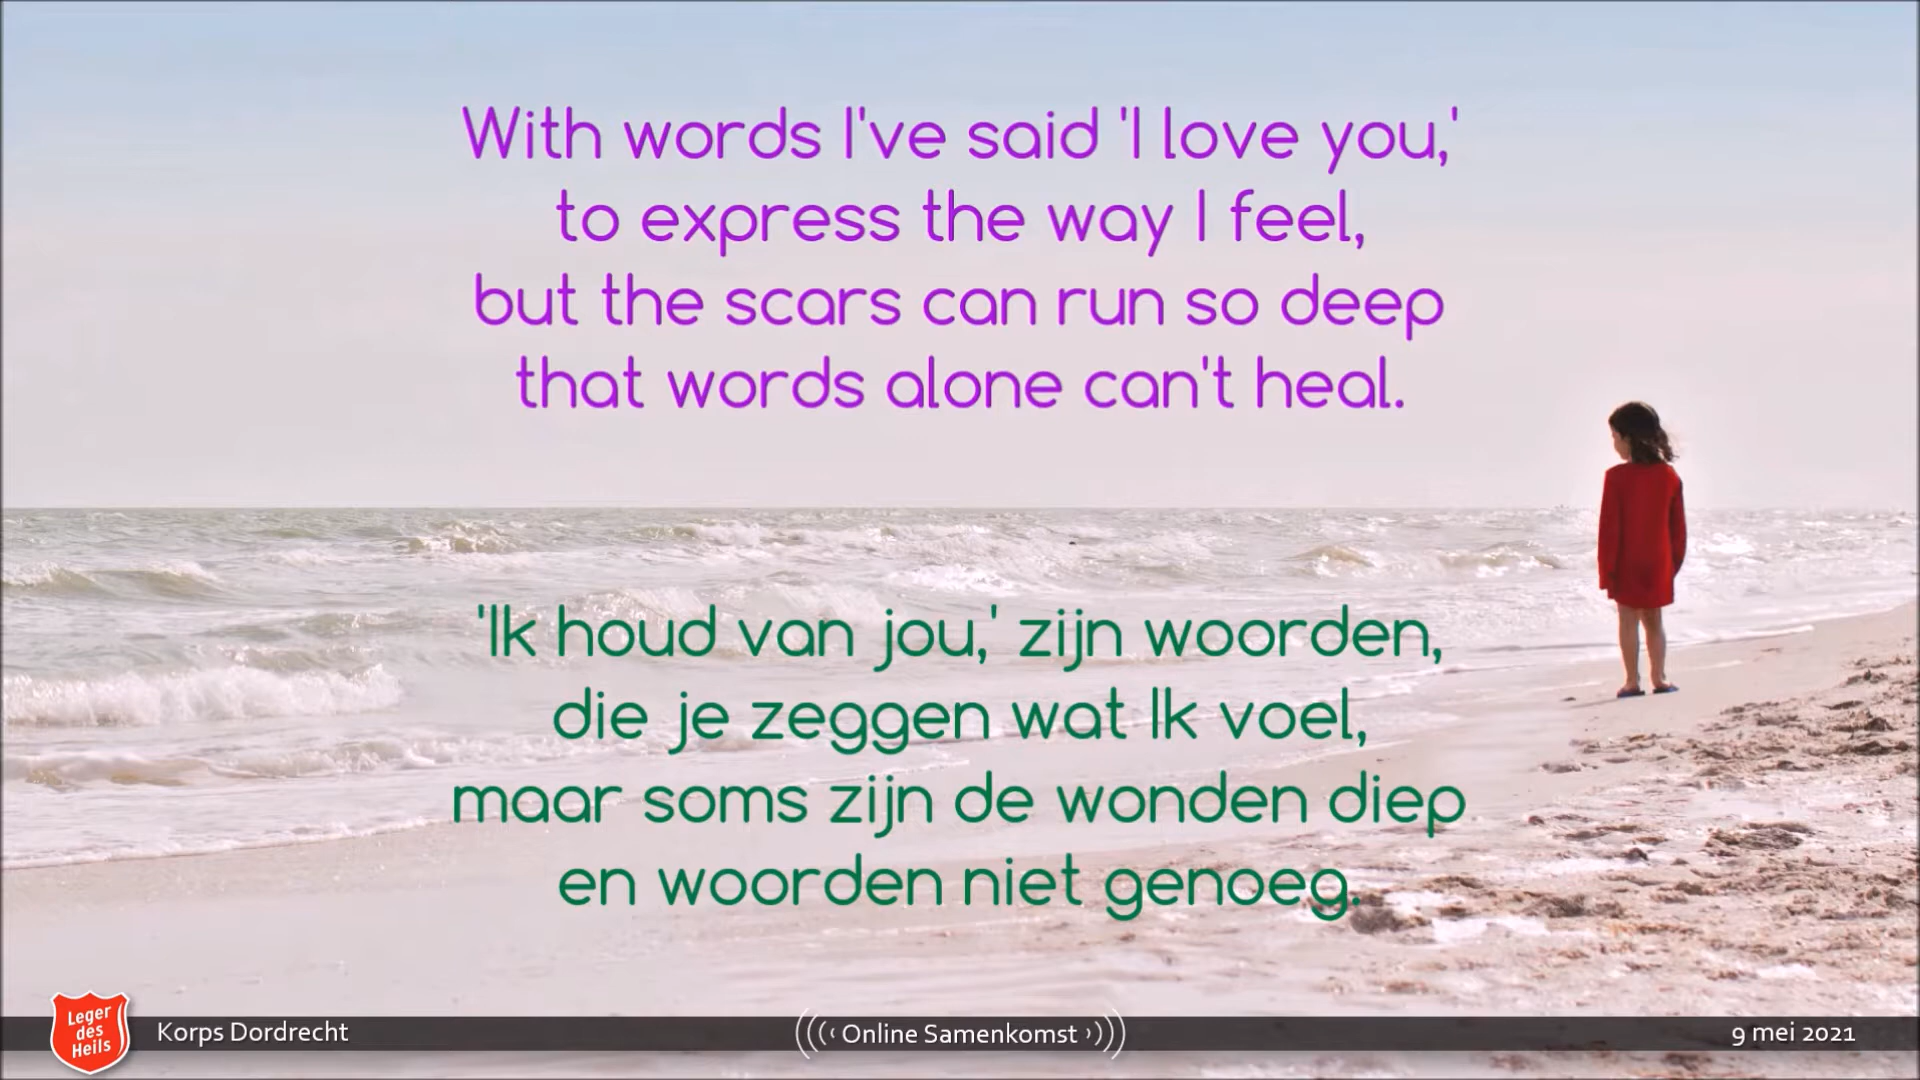 With words I've said 'I love you,'
to express the way I feel,
but the scars can run so deep
that words alone can't heal.
'Ik houd van jou,' zijn woorden,
die je zeggen wat Ik voel,
maar soms zijn de wonden diep
en woorden niet genoeg.
Leger
des
Heils
Korps Dordrecht
Online Samenkomst
9 mei 2021